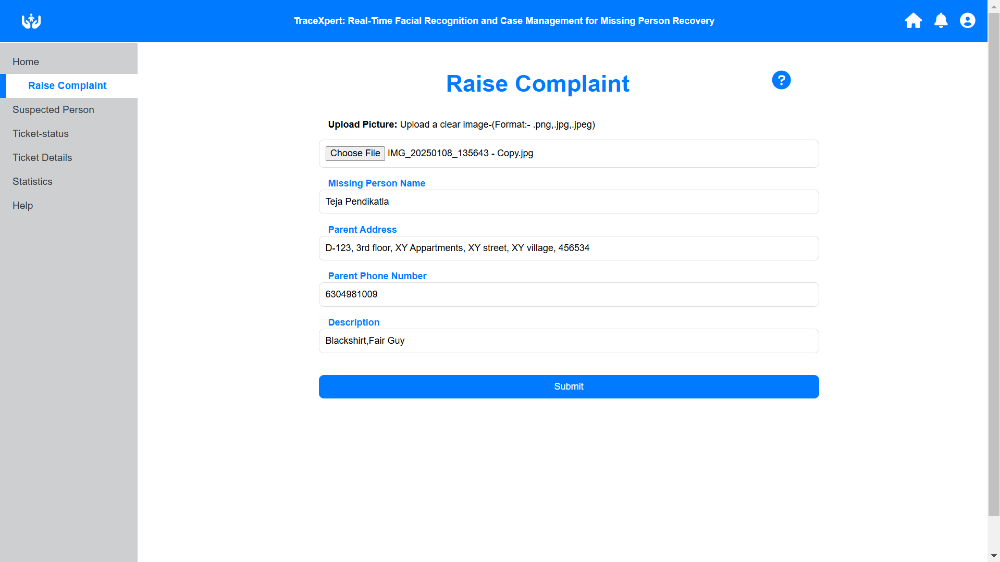 TraceXpert: Real-Time Facial Recognition and Case Management for Missing Person Recovery
Home
Raise Complaint
Suspected Person
Ticket-status
Ticket Details
Statistics
Help
Raise Complaint
?
Upload Picture: Upload a clear image-(Format:- .png,.jpg,.jpeg)
Choose File IMG_20250108_135643 - Copy.jpg
Missing Person Name
Teja Pendikatla
Parent Address
D-123, 3rd floor, XY Appartments, XY street, XY village, 456534
Parent Phone Number
6304981009
Description
Blackshirt,Fair Guy
Submit